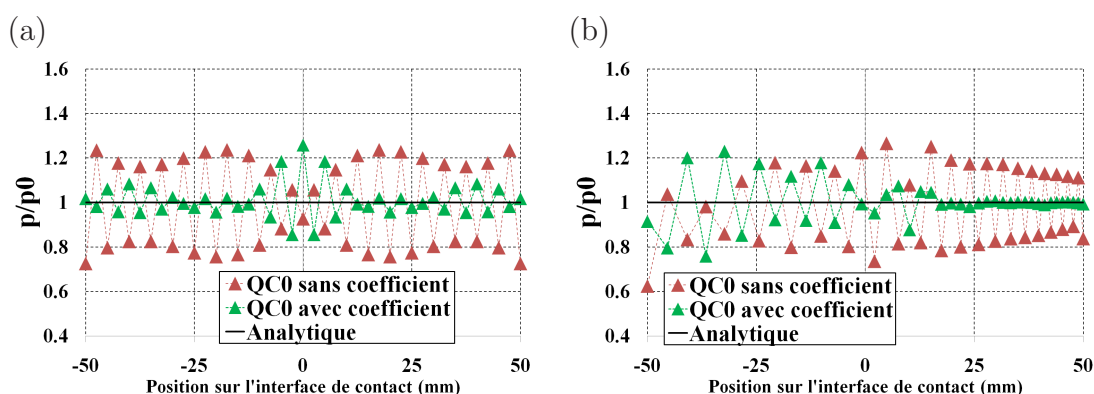 (a)
p/p0
1.6
1.4
1.2
1
0.8
0.6
0.4
QC0 sans coefficient
QC0 avec coefficient
Analytique
-50 -25 0 25 50
Position sur l'interface de contact (mm)
(b)
p/p0
1.6
1.4
1.2
1
0.8
0.6
0.4
QC0 sans coefficient
QC0 avec coefficient
Analytique
-50 -25 0 25 50
Position sur l'interface de contact (mm)